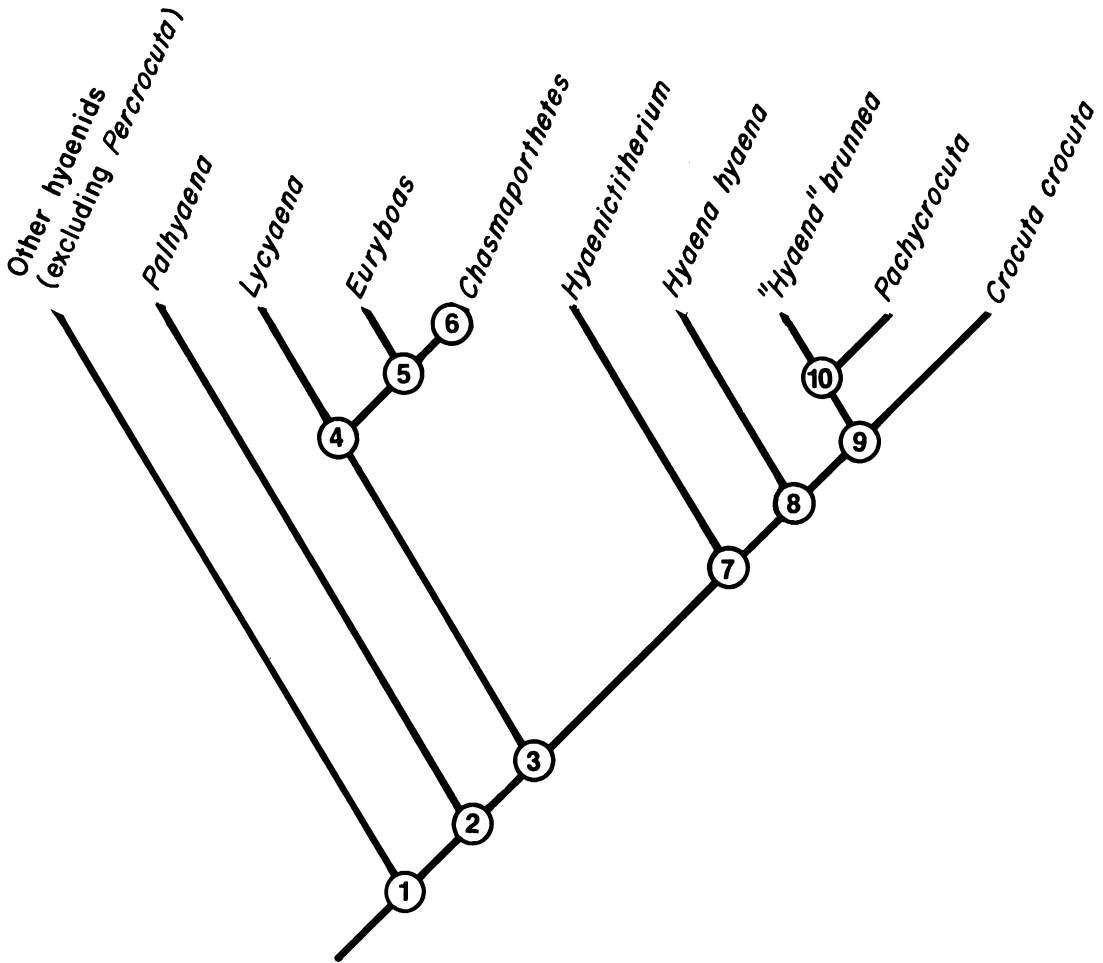 Other hyaenids
(excluding Percrocuta)
Palhyaena
Lycyaena
Euryboas
Chasmaporthetes
Hyaenictitherium
Hyaena hyaena
"Hyaena" brunnea
Pachycrocuta
Crocuta crocuta
6
5
10
4
9
8
7
3
2
1